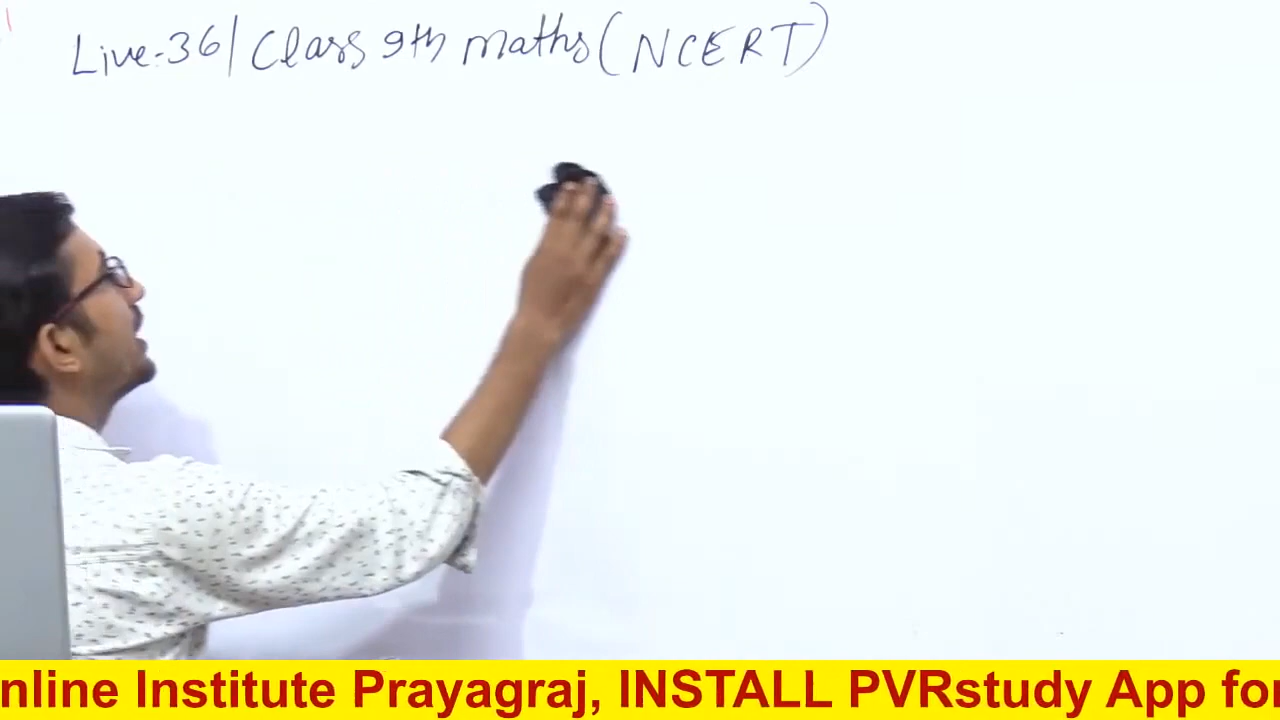 Live:-36/ Class 9th maths (NCERT)
nline Institute Prayagraj, INSTALL PVRstudy App for